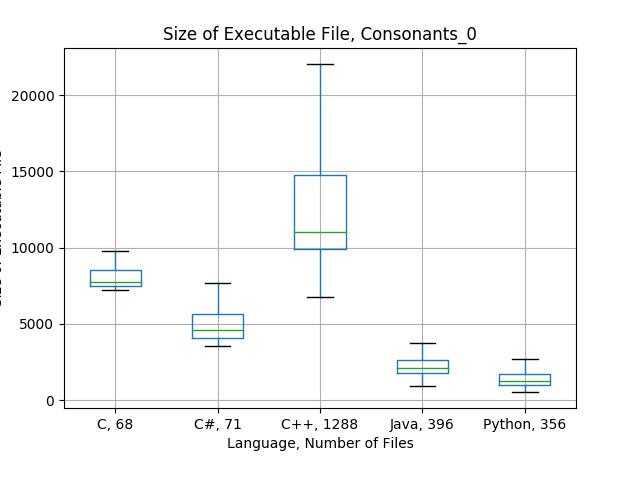 Size of Executable File, Consonants_0
20000
15000
10000
5000
0
C, 68
C#, 71
C++, 1288
Java, 396
Python, 356
Language, Number of Files